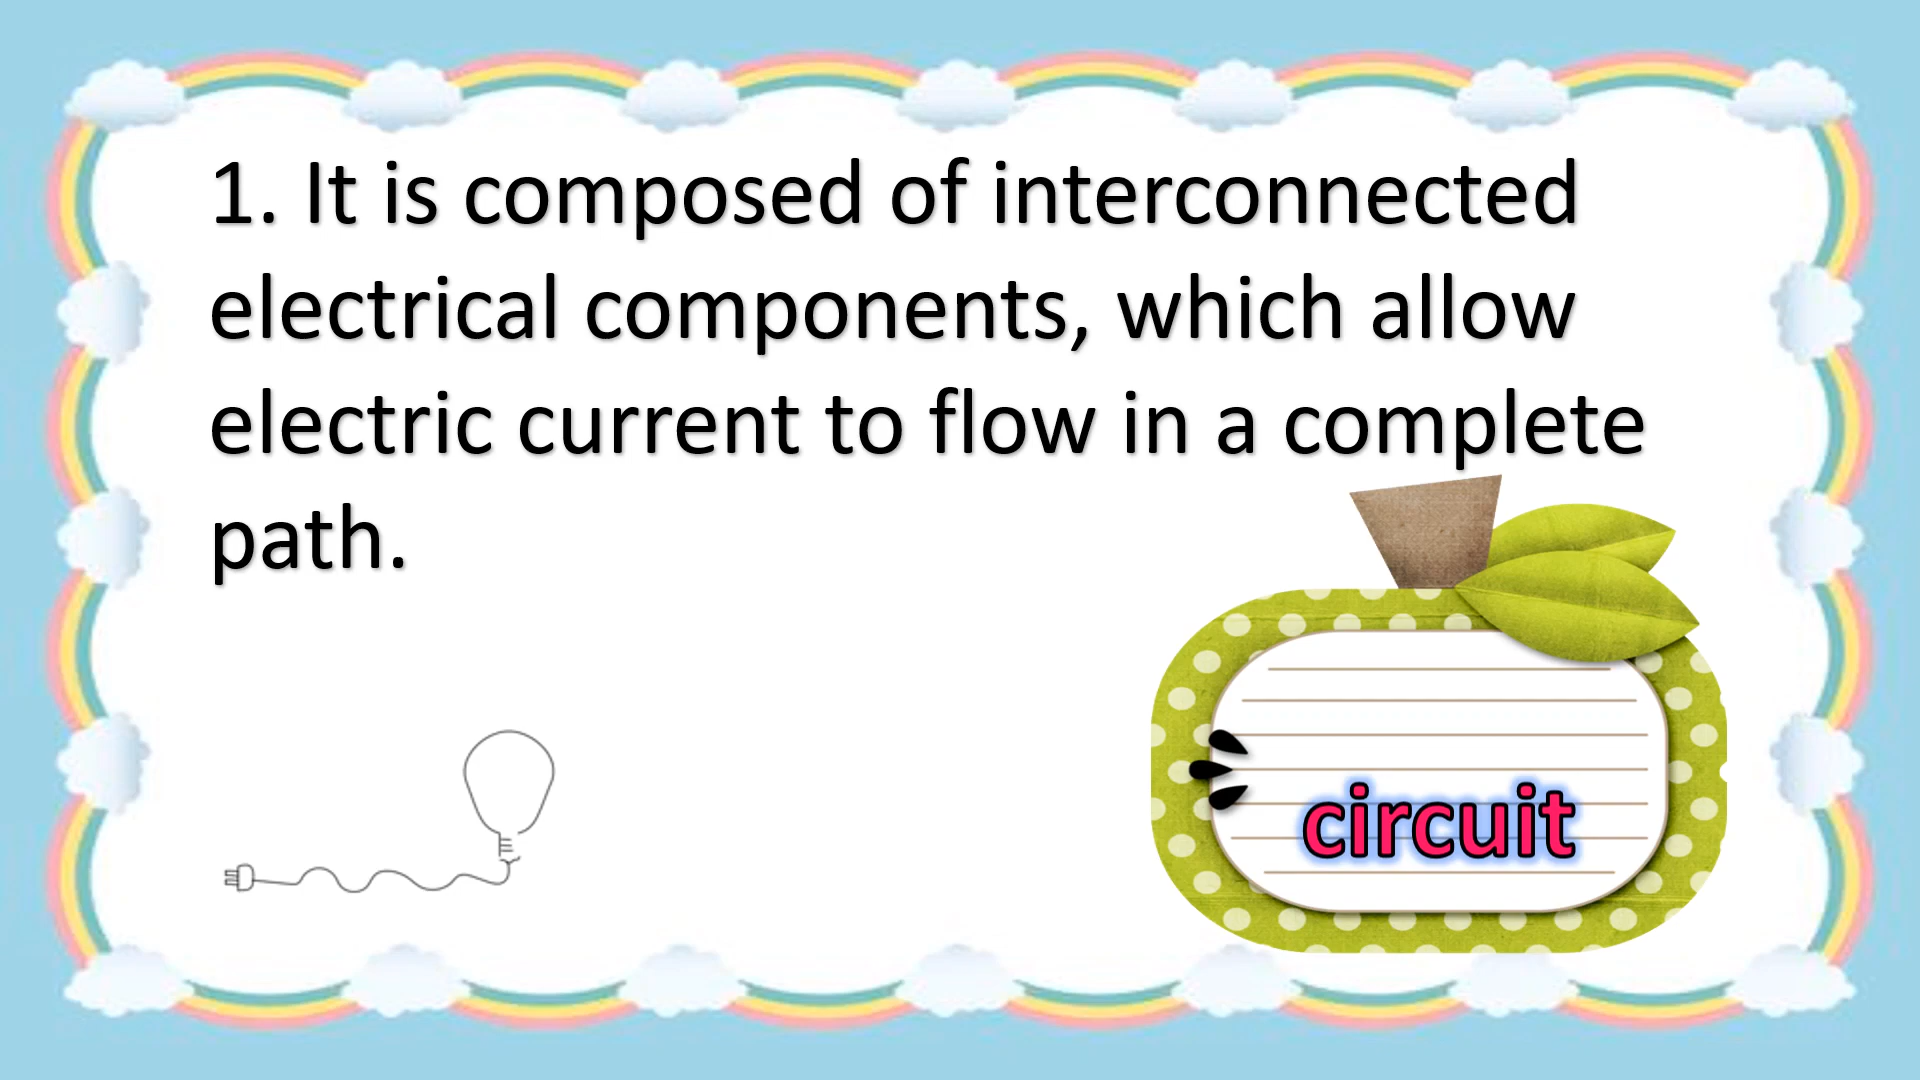 1. It is composed of interconnected
electrical components, which allow
electric current to flow in a complete
path.
circuit